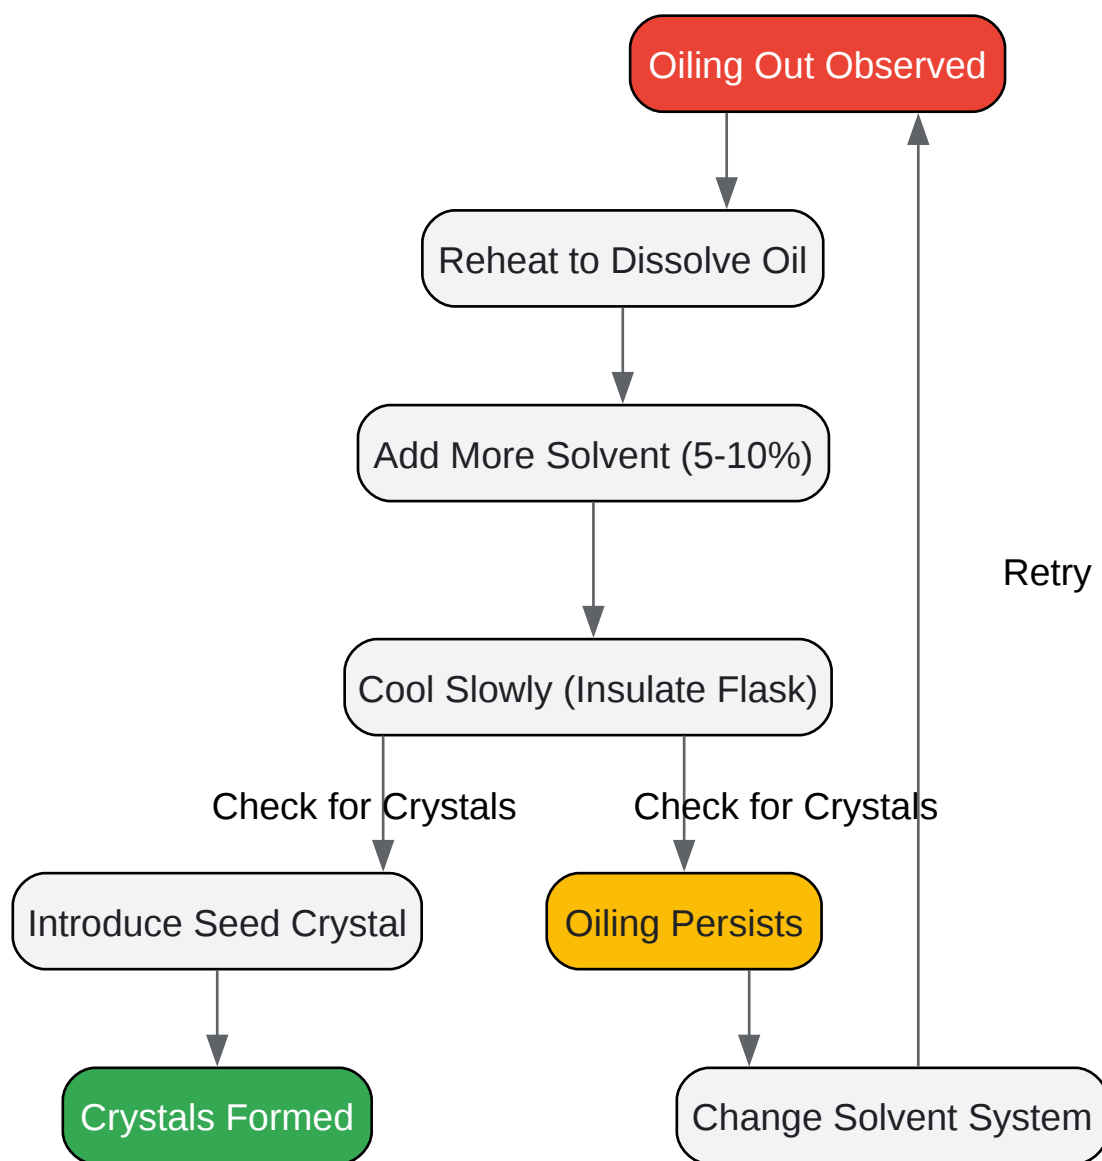 Oiling Out Observed
Reheat to Dissolve Oil
Add More Solvent (5-10%)
Retry
Cool Slowly (Insulate Flask)
Check for Crystals
Check for Crystals
Introduce Seed Crystal
Oiling Persists
Crystals Formed
Change Solvent System